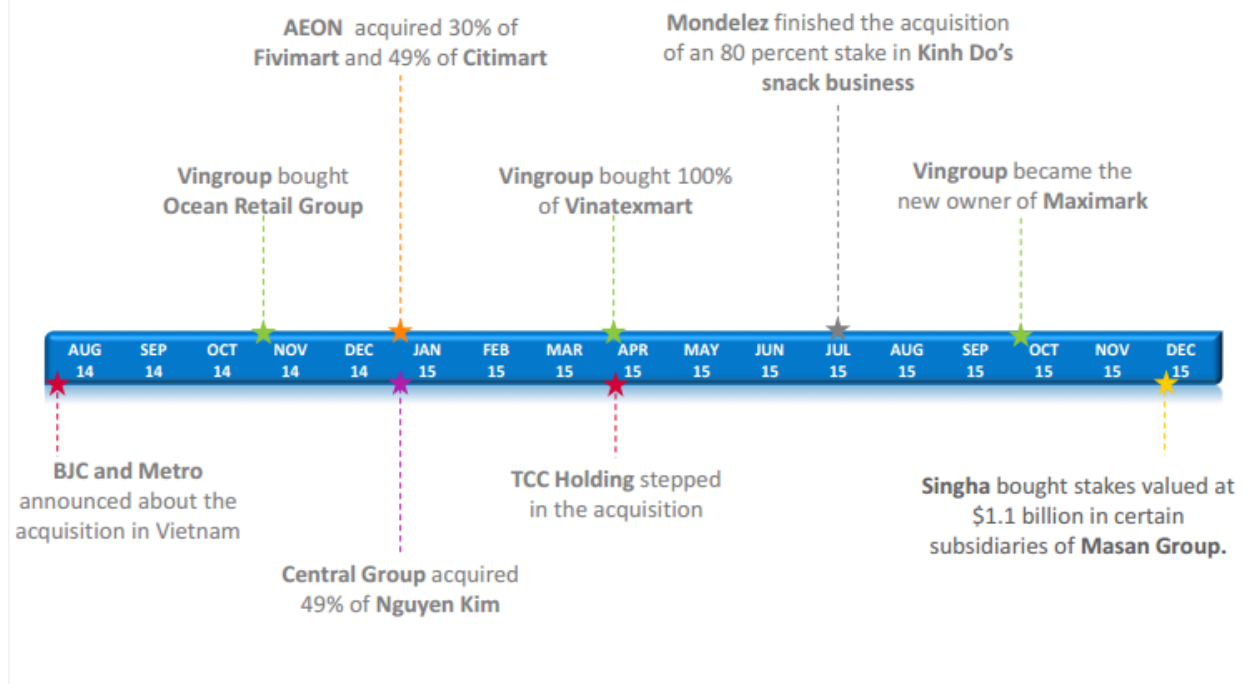 AEON acquired 30% of
Fivimart and 49% of Citimart
Mondelez finished the acquisition
of an 80 percent stake in Kinh Do's
snack business
Vingroup bought
Ocean Retail Group
Vingroup bought 100%
of Vinatexmart
Vingroup became the
new owner of Maximark
AUG SEP OCT NOV DEC JAN FEB MAR APR MAY JUN JUL AUG SEP OCT NOV DEC
14 14 14 14 14 15 15 15 15 15 15 15 15 15 15 15 15
BJC and Metro
announced about the
acquisition in Vietnam
TCC Holding stepped
in the acquisition
Singha bought stakes valued at
$1.1 billion in certain
subsidiaries of Masan Group.
Central Group acquired
49% of Nguyen Kim